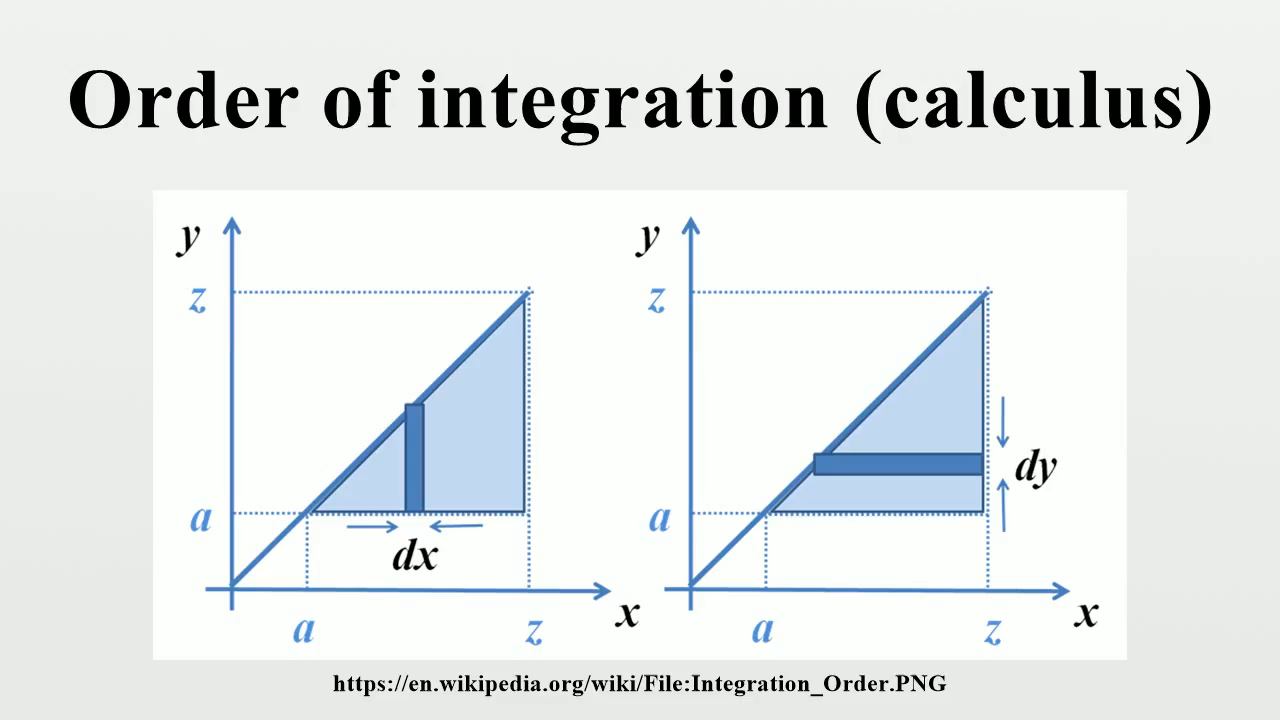 Order of integration (calculus)
y
z
a
dx
a
z
x
y
z
a
dy
a
z
x
https://en.wikipedia.org/wiki/File:Integration_Order.PNG